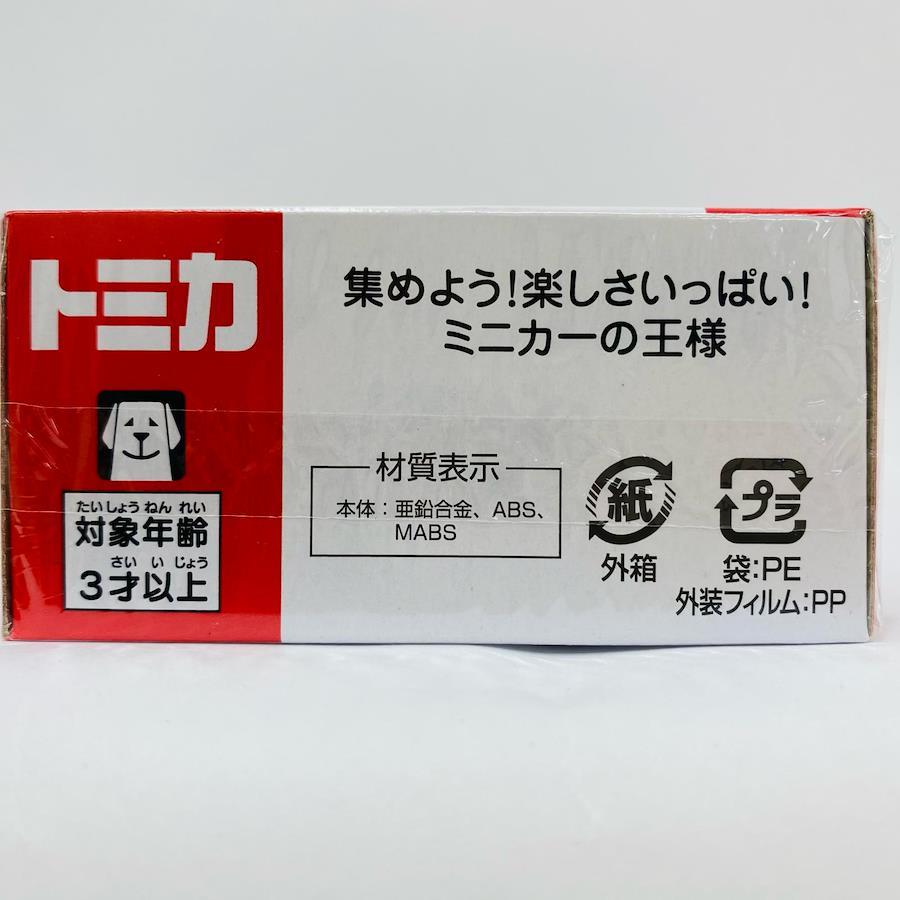 トミカ
集めよう!楽しさいっぱい!
ミニカーの王様
たいしょうねんれい
対象年齢
さいいじょう
3才以上
材質表示
本体:亜鉛合金、ABS、
MABS
紙
外箱
プラ
袋:PE
外装フィルム:PP